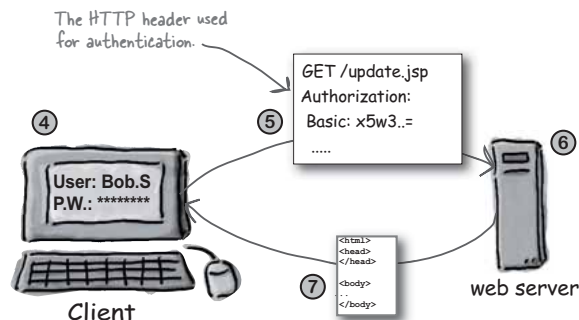 The HTTP header used
for authentication.
GET /update.jsp
Authorization:
Basic: x5w3..=
.....
4
5
6
User: Bob.S
P.W.: ********
<html>
<head>
</head>
<body>
...
</body>
7
web server
Client